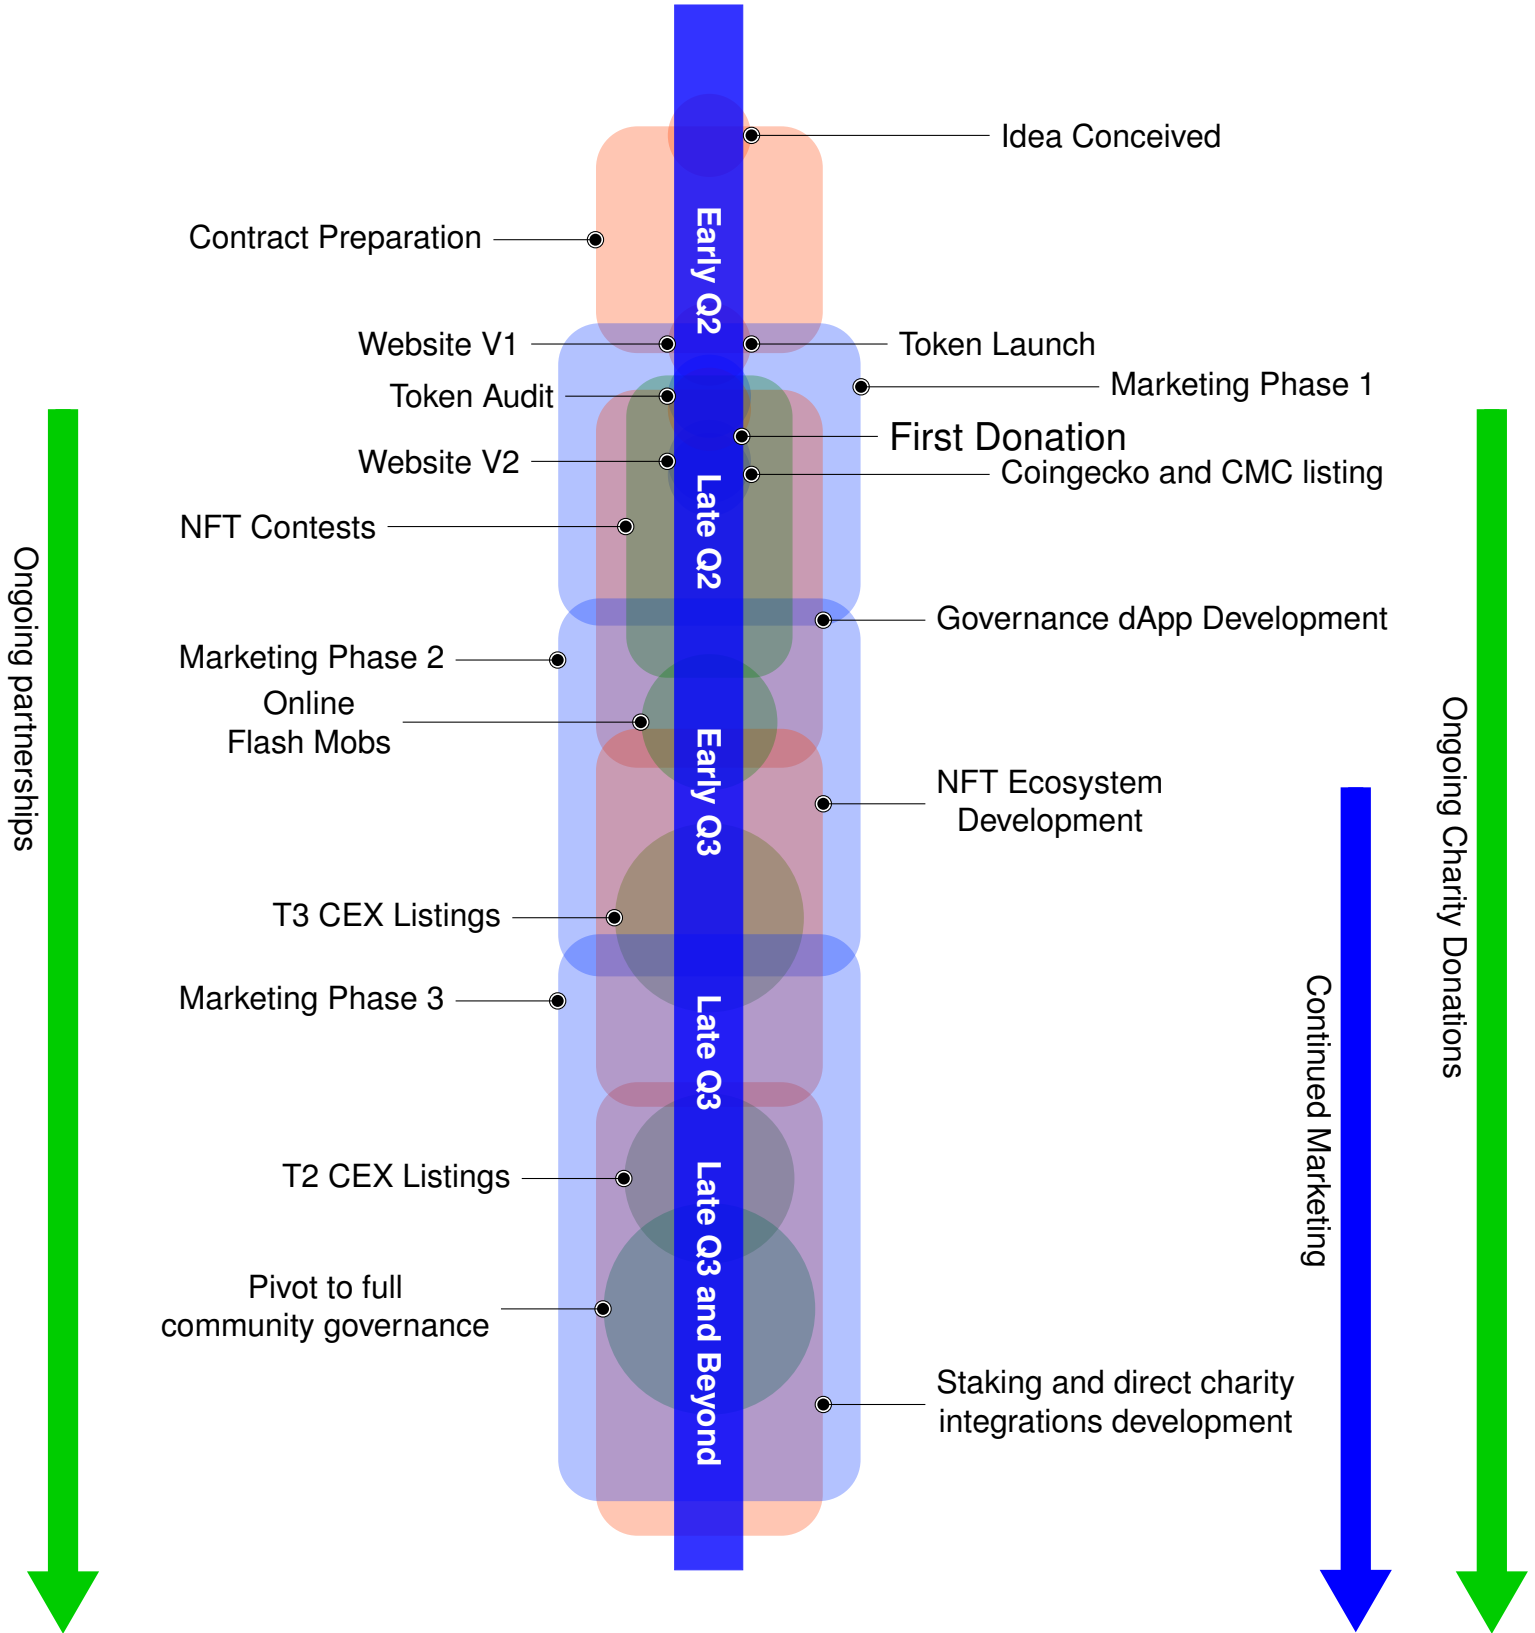 Idea Conceived
Early Q2
Contract Preparation
Website V1
Token Launch
Marketing Phase 1
Token Audit
First Donation
Website V2
Coingecko and CMC listing
Late Q2
NFT Contests
Governance dApp Development
Marketing Phase 2
Online
Flash Mobs
Early Q3
NFT Ecosystem
Development
T3 CEX Listings
Marketing Phase 3
Late Q3
T2 CEX Listings
Late Q3 and Beyond
Pivot to full
community governance
Staking and direct charity
integrations development
Ongoing partnerships
Continued Marketing
Ongoing Charity Donations